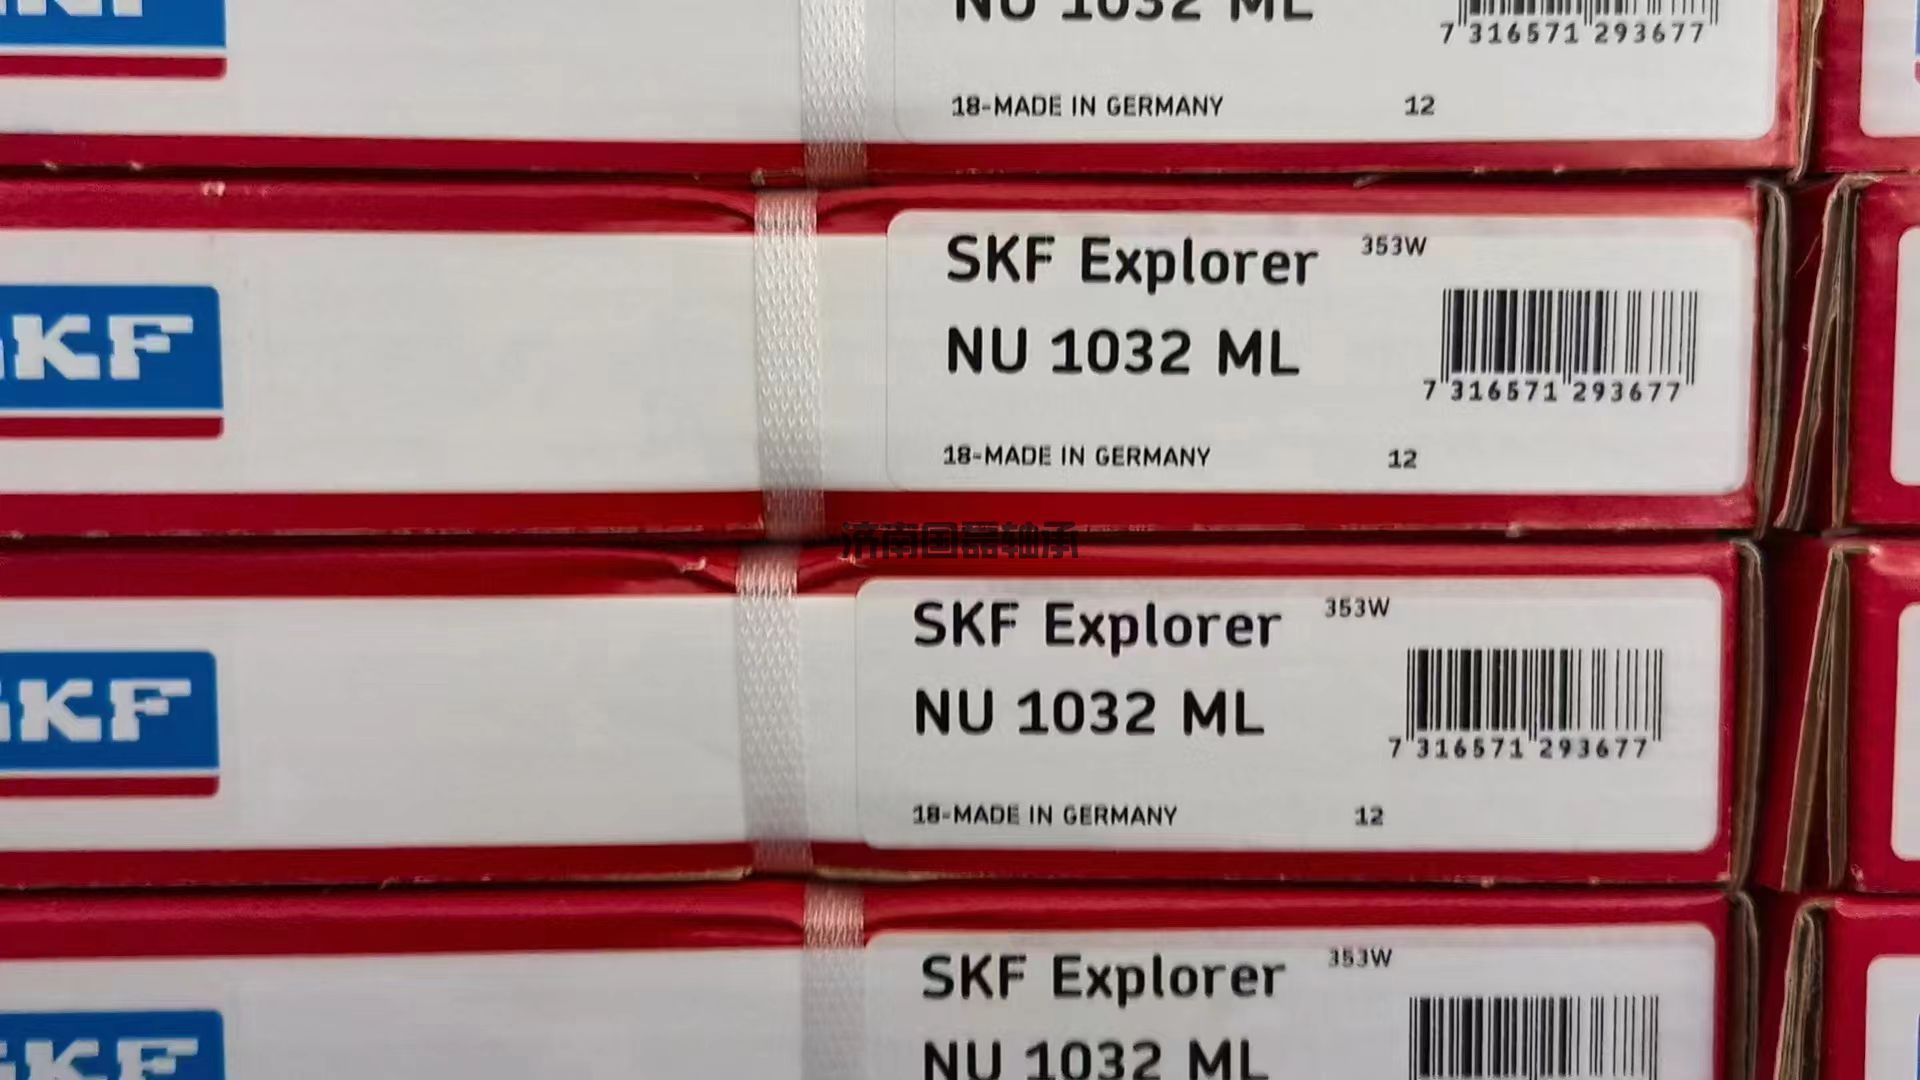 NU 1032 ML
7 316571 293677
18-MADE IN GERMANY 12
SKF
SKF Explorer 353W
NU 1032 ML
7 316571 293677
18-MADE IN GERMANY 12
济南国磊轴承
SKF
SKF Explorer 353W
NU 1032 ML
7 316571 293677
18-MADE IN GERMANY 12
SKF
SKF Explorer 353W
NU 1032 ML